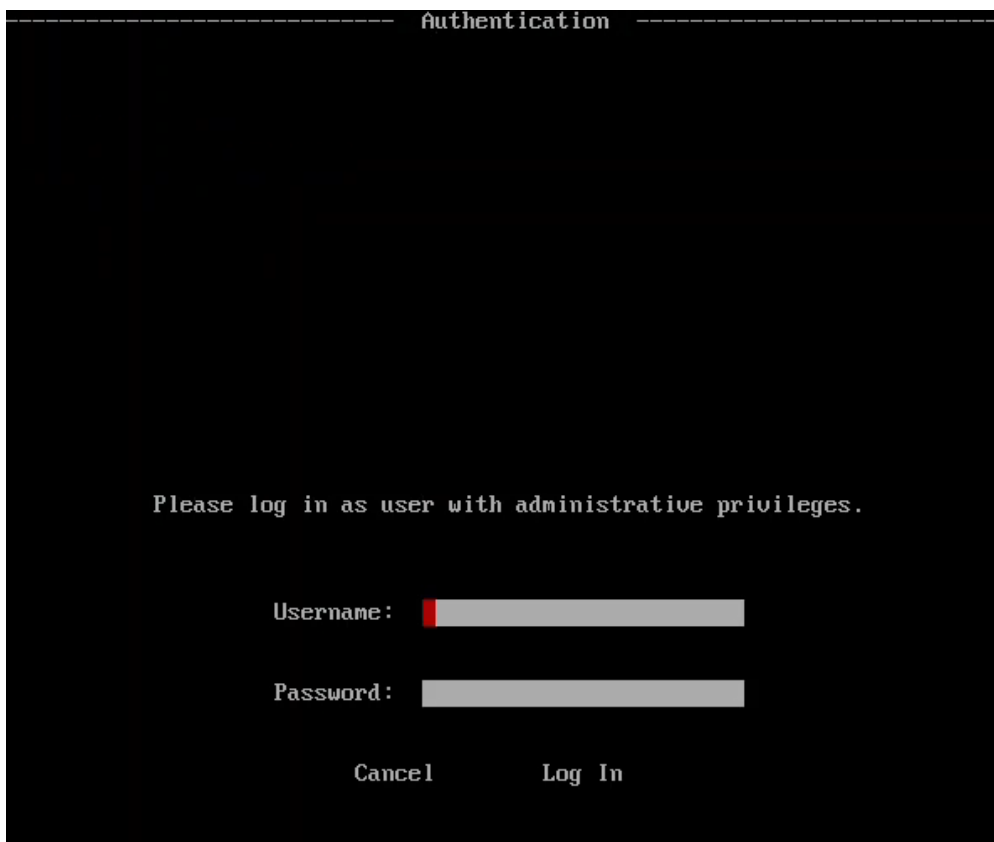 Authentication
Please log in as user with administrative privileges.
Username:
Password:
Cancel Log In